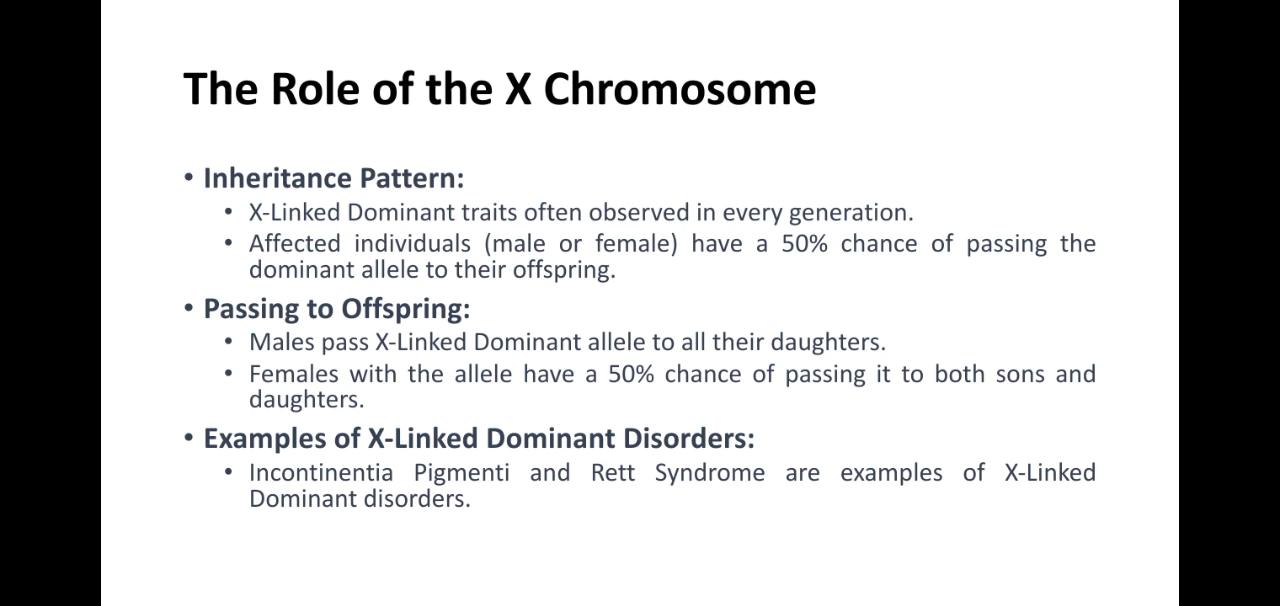 The Role of the X Chromosome
• Inheritance Pattern:
• X-Linked Dominant traits often observed in every generation.
• Affected individuals (male or female) have a 50% chance of passing the
dominant allele to their offspring.
• Passing to Offspring:
• Males pass X-Linked Dominant allele to all their daughters.
• Females with the allele have a 50% chance of passing it to both sons and
daughters.
• Examples of X-Linked Dominant Disorders:
• Incontinentia Pigmenti and Rett Syndrome are examples of X-Linked
Dominant disorders.